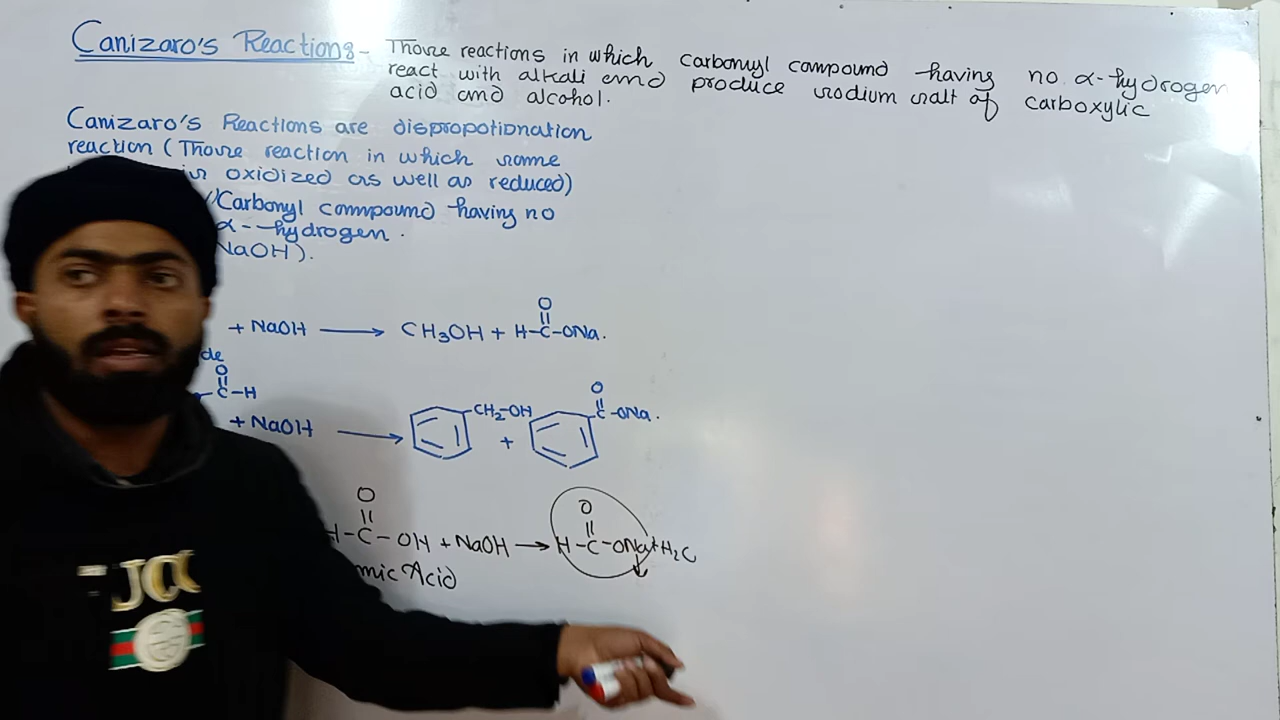 Canizaro's Reactions - Those reactions in which carbonyl compound having no α-hydrogen
react with alkali and produce sodium salt of carboxylic
acid and alcohol.
Canizaro's Reactions are dispropotionation
reaction (Those reaction in which same
is oxidized as well as reduced)
Carbonyl compound having no
α--hydrogen.
NaOH).
+ NaOH ⟶ CH₃OH + H-C-ONa.
O
de
O
C-H
+ NaOH ⟶
CH₂-OH
+
O
C-ONa.
O
H-C-OH + NaOH → H-C-ONa + H₂O
O
mic Acid
JCC